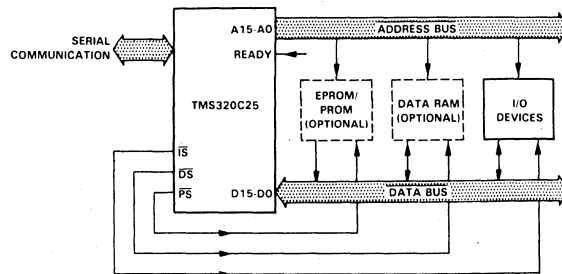 SERIAL
COMMUNICATION
A15-A0
READY
TMS320C25
IS
DS
PS
D15-D0
ADDRESS BUS
EPROM/
PROM
(OPTIONAL)
DATA RAM
(OPTIONAL)
I/O
DEVICES
DATA BUS